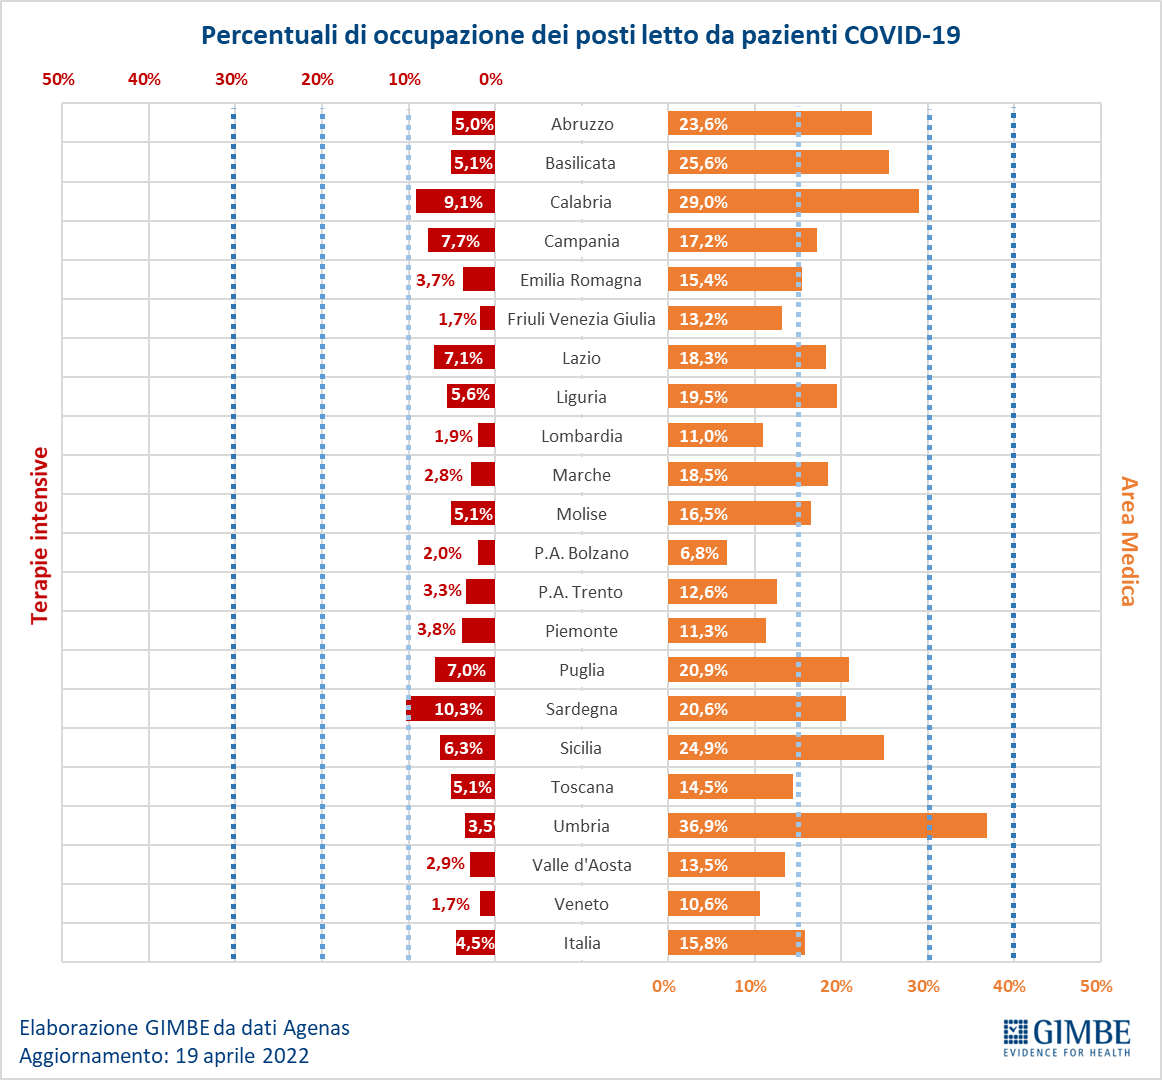 Percentuali di occupazione dei posti letto da pazienti COVID-19
50% 40% 30% 20% 10% 0%
5,0% Abruzzo 23,6%
5,1% Basilicata 25,6%
9,1% Calabria 29,0%
7,7% Campania 17,2%
3,7% Emilia Romagna 15,4%
1,7% Friuli Venezia Giulia 13,2%
7,1% Lazio 18,3%
5,6% Liguria 19,5%
1,9% Lombardia 11,0%
2,8% Marche 18,5%
5,1% Molise 16,5%
2,0% P.A. Bolzano 6,8%
3,3% P.A. Trento 12,6%
3,8% Piemonte 11,3%
7,0% Puglia 20,9%
10,3% Sardegna 20,6%
6,3% Sicilia 24,9%
5,1% Toscana 14,5%
3,5% Umbria 36,9%
2,9% Valle d'Aosta 13,5%
1,7% Veneto 10,6%
4,5% Italia 15,8%
Terapie intensive
Area Medica
0% 10% 20% 30% 40% 50%
Elaborazione GIMBE da dati Agenas
Aggiornamento: 19 aprile 2022
GIMBE
EVIDENCE FOR HEALTH